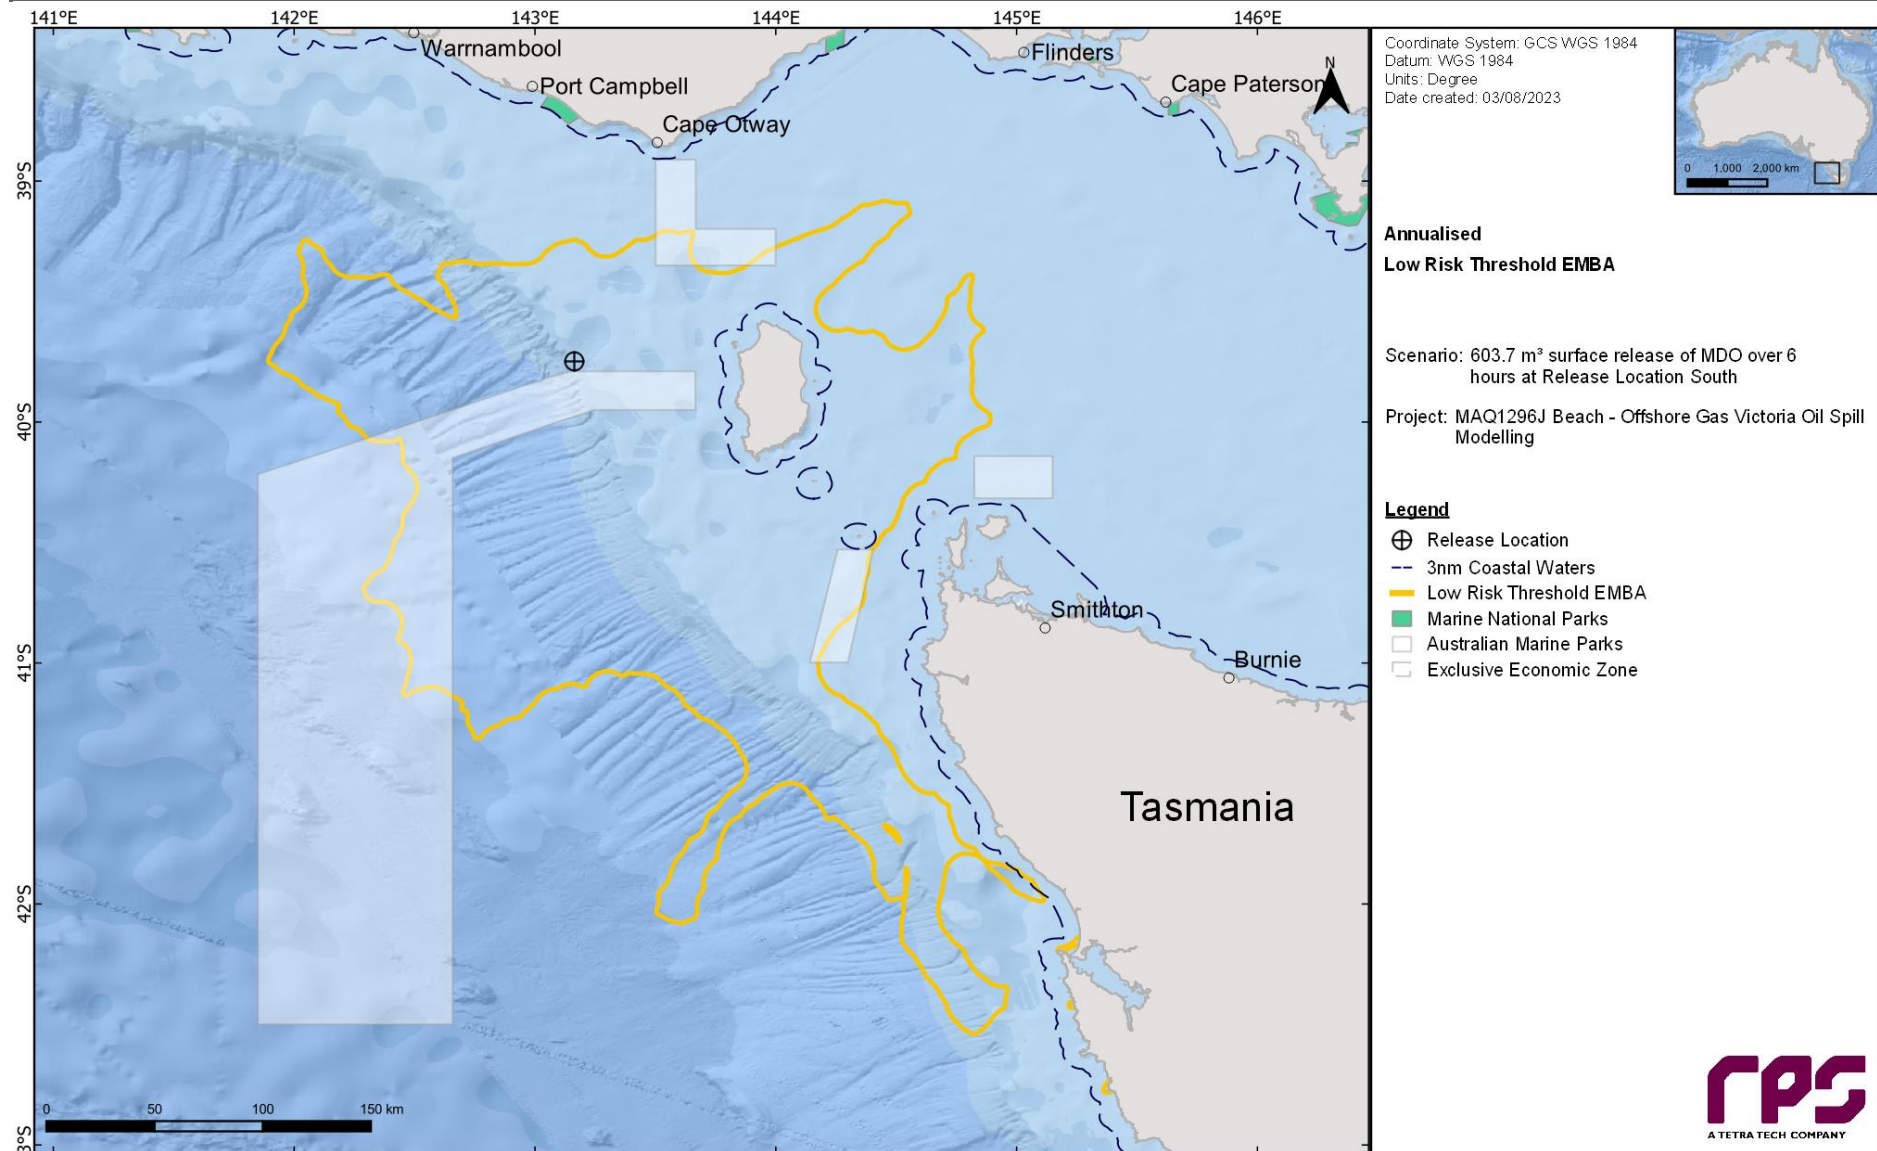 141°E 142°E 143°E 144°E 145°E 146°E
Warrnambool
Flinders
Port Campbell
Cape Paterson
N
Cape Otway
39°S
40°S
41°S
42°S
3°S
Smithton
Burnie
Tasmania
0 50 100 150 km
Coordinate System: GCS WGS 1984
Datum: WGS 1984
Units: Degree
Date created: 03/08/2023
0 1,000 2,000 km
Annualised
Low Risk Threshold EMBA
Scenario: 603.7 m³ surface release of MDO over 6
hours at Release Location South
Project: MAQ1296J Beach - Offshore Gas Victoria Oil Spill
Modelling
Legend
Release Location
3nm Coastal Waters
Low Risk Threshold EMBA
Marine National Parks
Australian Marine Parks
Exclusive Economic Zone
rps
A TETRA TECH COMPANY